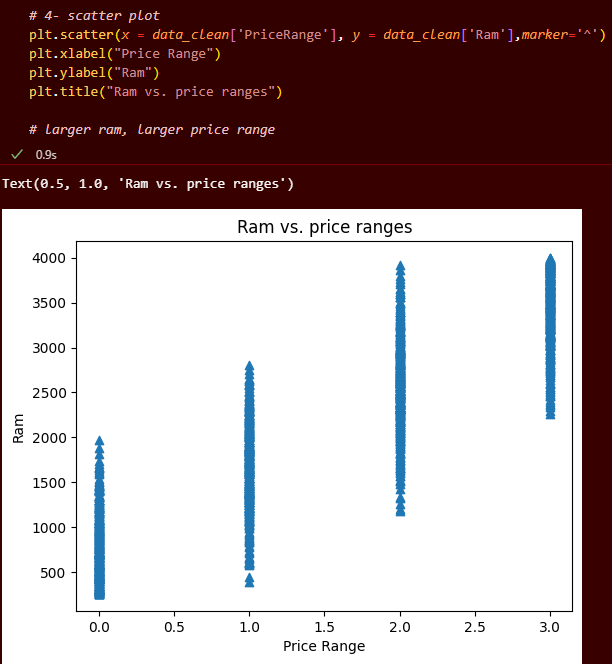 # 4- scatter plot
plt.scatter(x = data_clean['PriceRange'], y = data_clean['Ram'],marker='^')
plt.xlabel("Price Range")
plt.ylabel("Ram")
plt.title("Ram vs. price ranges")
# larger ram, larger price range
0.9s
Text(0.5, 1.0, 'Ram vs. price ranges')
Ram vs. price ranges
4000
3500
3000
2500
2000
1500
1000
500
Ram
0.0 0.5 1.0 1.5 2.0 2.5 3.0
Price Range